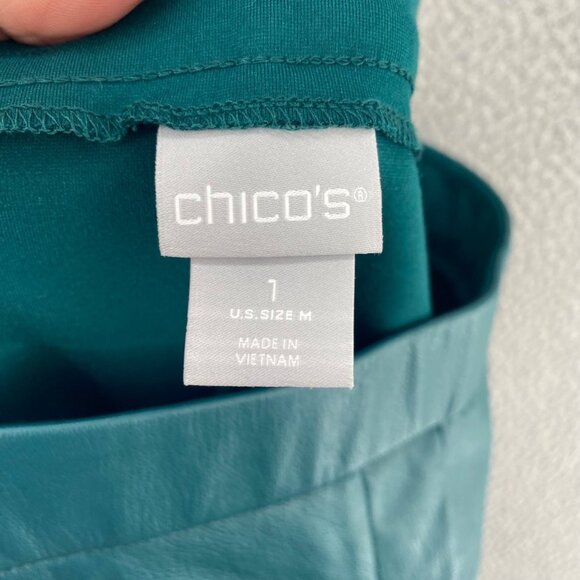 chico's®
1
U.S. SIZE M
MADE IN
VIETNAM